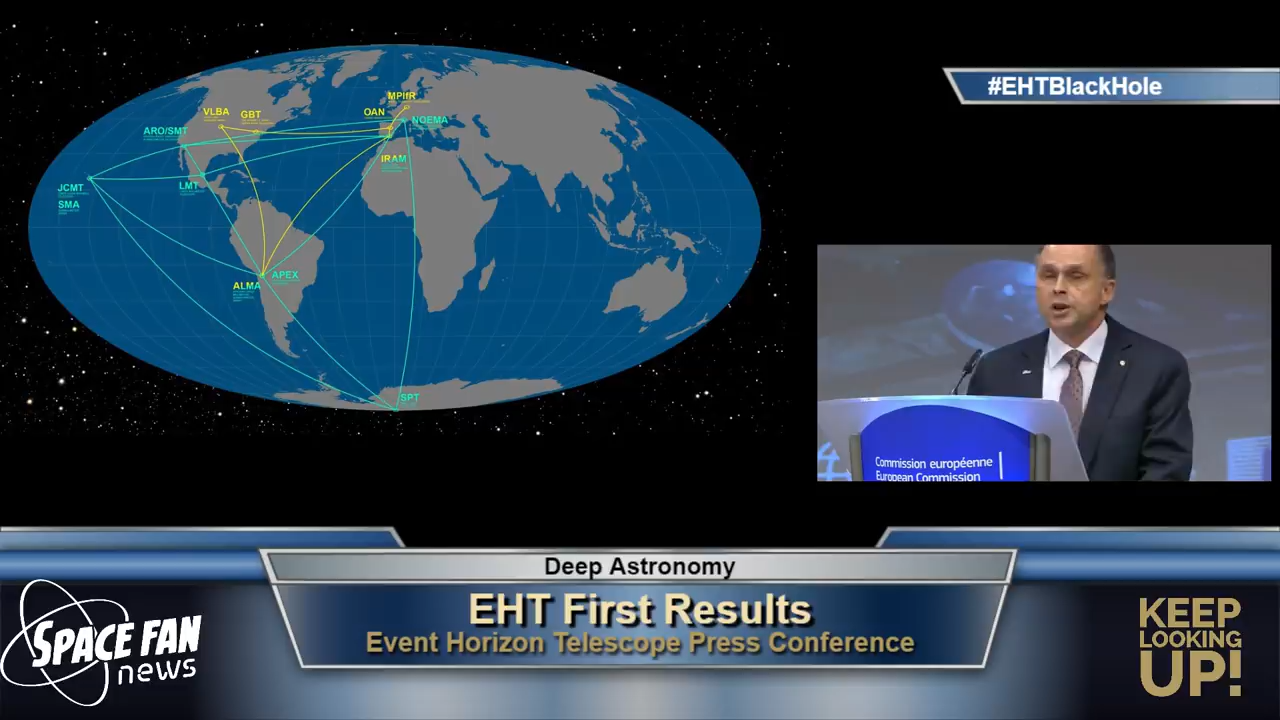 #EHTBlackHole
MPIfR
VLBA
GBT
OAN
NOEMA
ARO/SMT
IRAM
JCMT
LMT
SMA
APEX
ALMA
SPT
Commission européenne
European Commission
Deep Astronomy
EHT First Results
Event Horizon Telescope Press Conference
SPACE FAN
news
KEEP
LOOKING
UP!